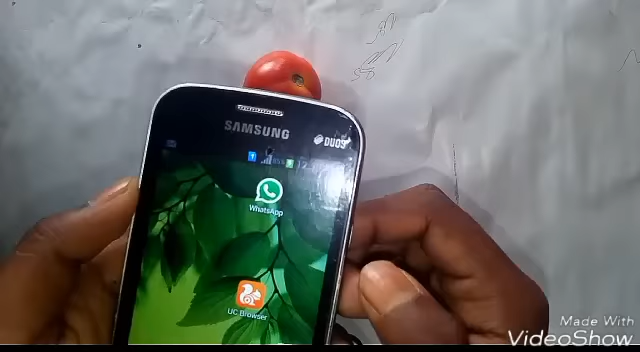 SAMSUNG
DUOS
WhatsApp
UC Browser
Made With
VideoShow